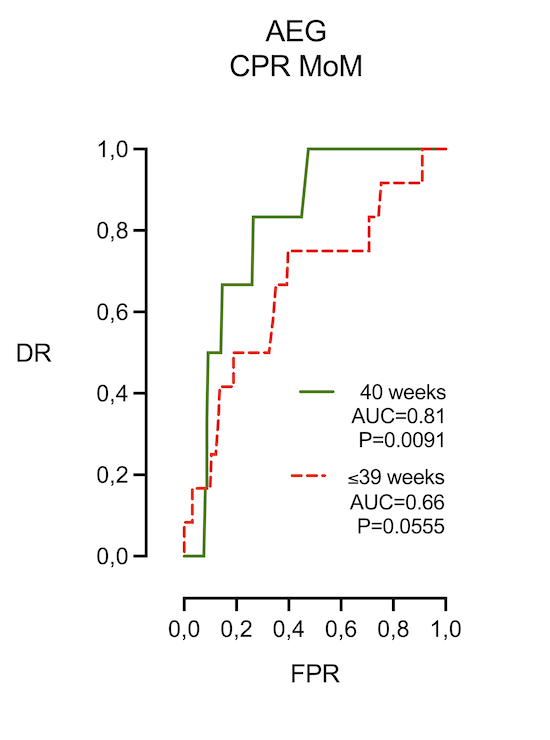 AEG
CPR MoM
1,0
0,8
0,6
DR
0,4
40 weeks
AUC=0.81
P=0.0091
0,2
≤39 weeks
AUC=0.66
P=0.0555
0,0
0,0 0,2 0,4 0,6 0,8 1,0
FPR